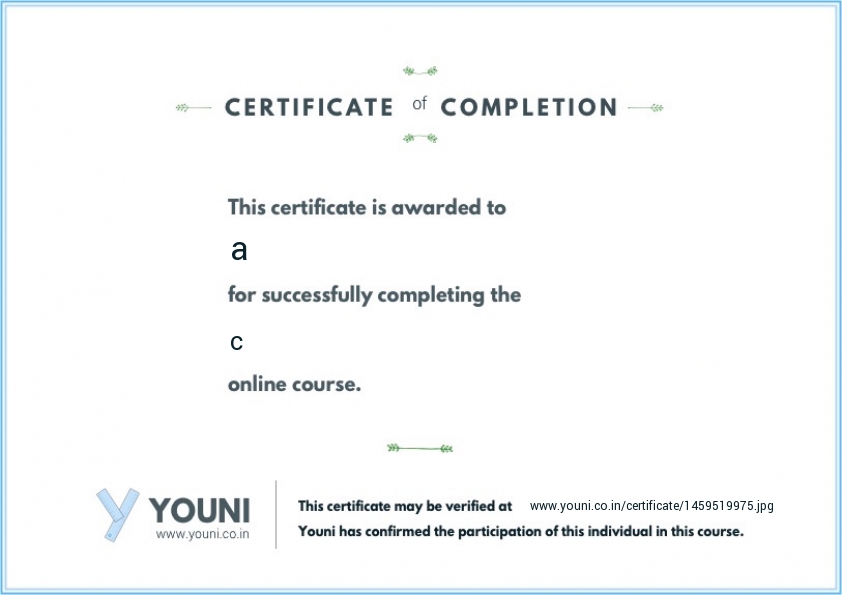 CERTIFICATE of COMPLETION
This certificate is awarded to
a
for successfully completing the
c
online course.
YOUNI
www.youni.co.in
This certificate may be verified at www.youni.co.in/certificate/1459519975.jpg
Youni has confirmed the participation of this individual in this course.